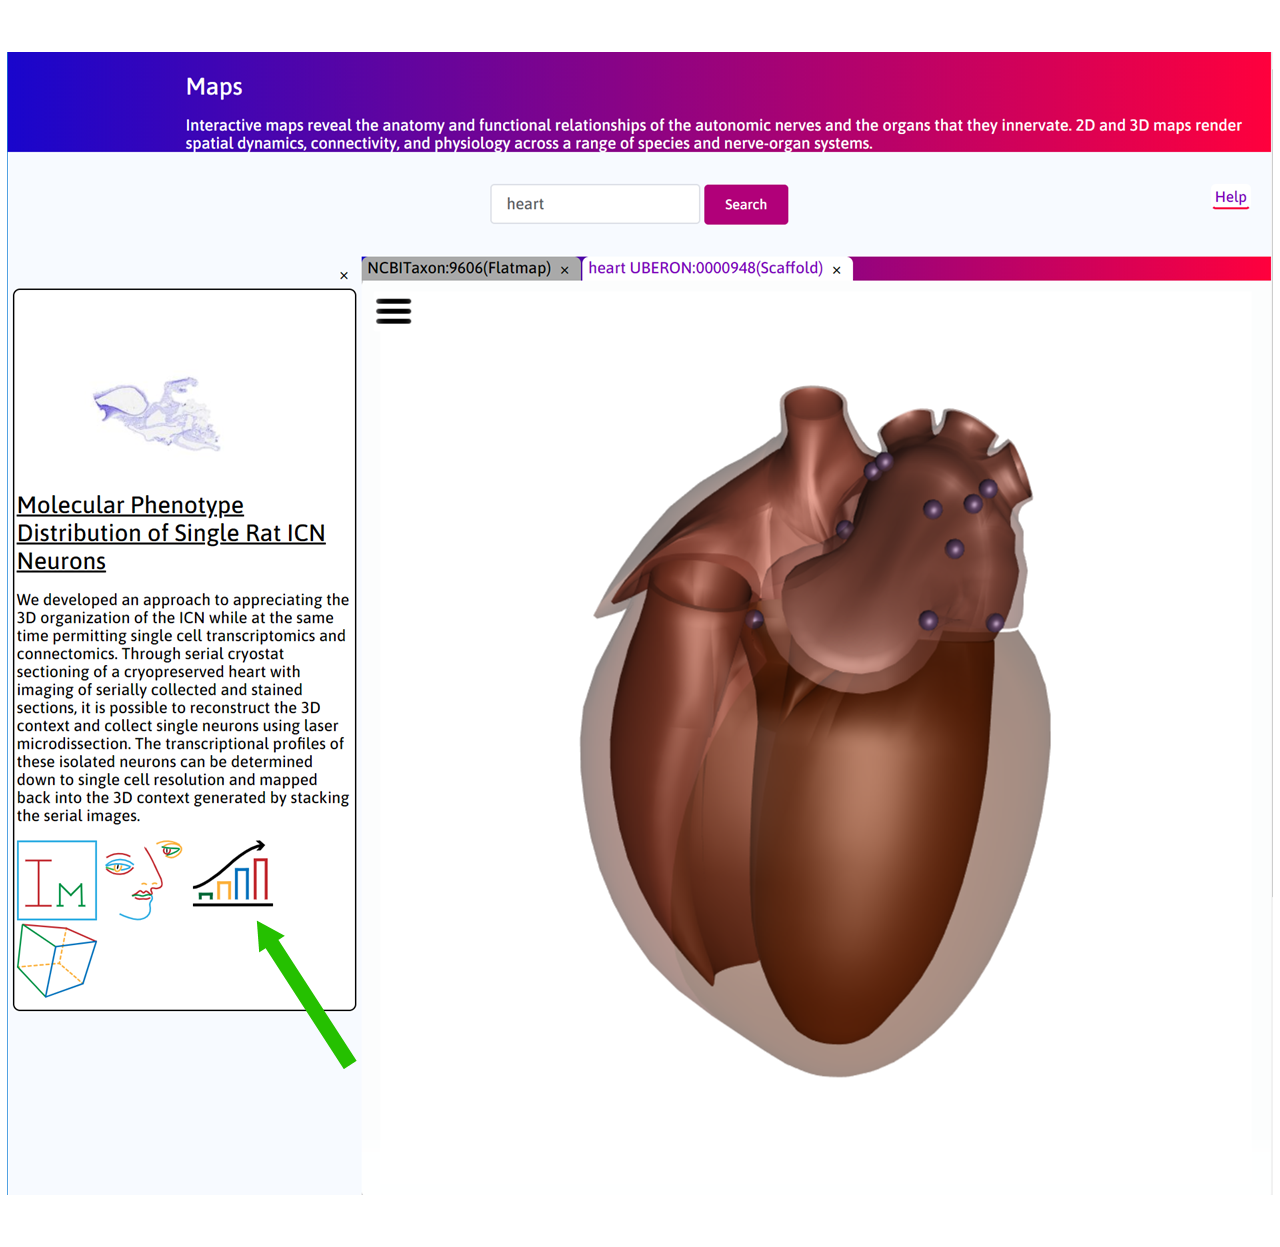 Maps
Interactive maps reveal the anatomy and functional relationships of the autonomic nerves and the organs that they innervate. 2D and 3D maps render
spatial dynamics, connectivity, and physiology across a range of species and nerve-organ systems.
heart
Search
Help
×
NCBITaxon:9606(Flatmap) ×
heart UBERON:0000948(Scaffold) ×
Molecular Phenotype
Distribution of Single Rat ICN
Neurons
We developed an approach to appreciating the
3D organization of the ICN while at the same
time permitting single cell transcriptomics and
connectomics. Through serial cryostat
sectioning of a cryopreserved heart with
imaging of serially collected and stained
sections, it is possible to reconstruct the 3D
context and collect single neurons using laser
microdissection. The transcriptional profiles of
these isolated neurons can be determined
down to single cell resolution and mapped
back into the 3D context generated by stacking
the serial images.
IM